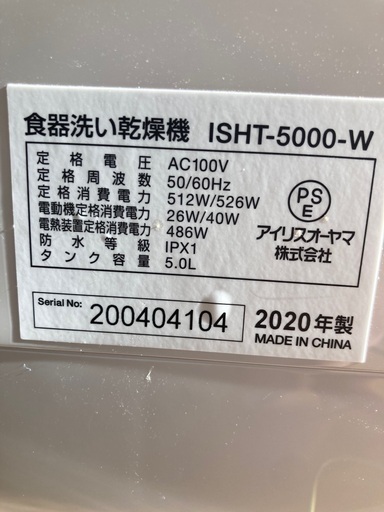 食器洗い乾燥機 ISHT-5000-W
定格電圧 AC100V
定格周波数 50/60Hz
定格消費電力 512W/526W
電動機定格消費電力 26W/40W
電熱装置定格消費電力 486W
防水等級 IPX1
タンク容量 5.0L
PS
E
アイリスオーヤマ
株式会社
Serial No: 200404104
2020年製
MADE IN CHINA